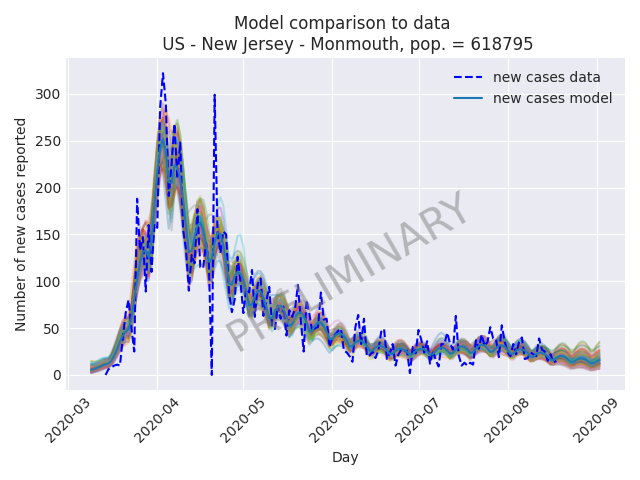 Model comparison to data
US - New Jersey - Monmouth, pop. = 618795
new cases data
new cases model
Number of new cases reported
300
250
200
150
100
50
0
PRELIMINARY
2020-03
2020-04
2020-05
2020-06
2020-07
2020-08
2020-09
Day